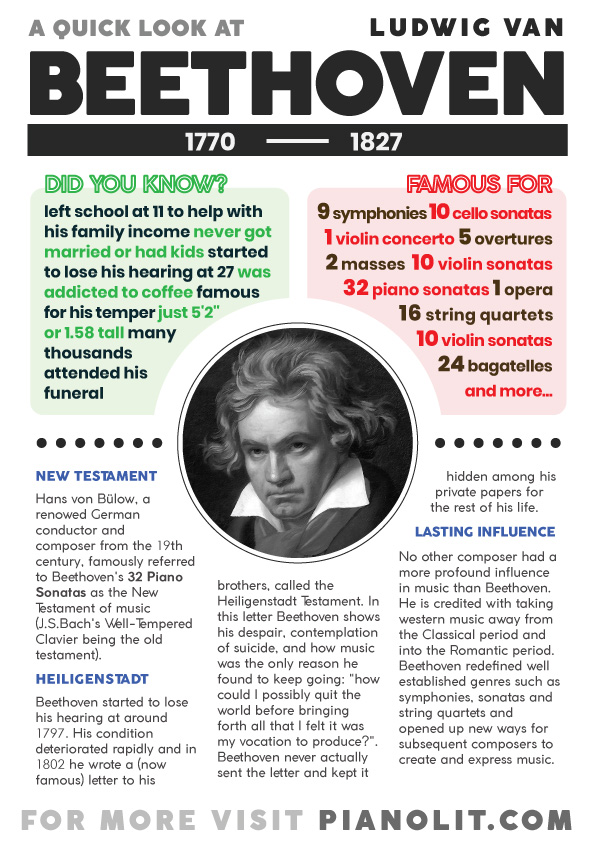 A QUICK LOOK AT
LUDWIG VAN
BEETHOVEN
1770 — 1827
DID YOU KNOW?
left school at 11 to help with
his family income never got
married or had kids started
to lose his hearing at 27 was
addicted to coffee famous
for his temper just 5'2"
or 1.58 tall many
thousands
attended his
funeral
FAMOUS FOR
9 symphonies 10 cello sonatas
1 violin concerto 5 overtures
2 masses 10 violin sonatas
32 piano sonatas 1 opera
16 string quartets
10 violin sonatas
24 bagatelles
and more...
NEW TESTAMENT
Hans von Bülow, a
renowed German
conductor and
composer from the 19th
century, famously referred
to Beethoven's 32 Piano
Sonatas as the New
Testament of music
(J.S.Bach's Well-Tempered
Clavier being the old
testament).
HEILIGENSTADT
Beethoven started to lose
his hearing at around
1797. His condition
deteriorated rapidly and in
1802 he wrote a (now
famous) letter to his
brothers, called the
Heiligenstadt Testament. In
this letter Beethoven shows
his despair, contemplation
of suicide, and how music
was the only reason he
found to keep going: "how
could I possibly quit the
world before bringing
forth all that I felt it was
my vocation to produce?".
Beethoven never actually
sent the letter and kept it
hidden among his
private papers for
the rest of his life.
LASTING INFLUENCE
No other composer had a
more profound influence
in music than Beethoven.
He is credited with taking
western music away from
the Classical period and
into the Romantic period.
Beethoven redefined well
established genres such as
symphonies, sonatas and
string quartets and
opened up new ways for
subsequent composers to
create and express music.
FOR MORE VISIT PIANOLIT.COM